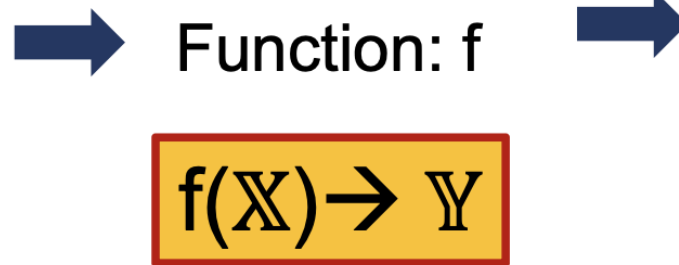 Function: f
f(𝕏)→ 𝕐